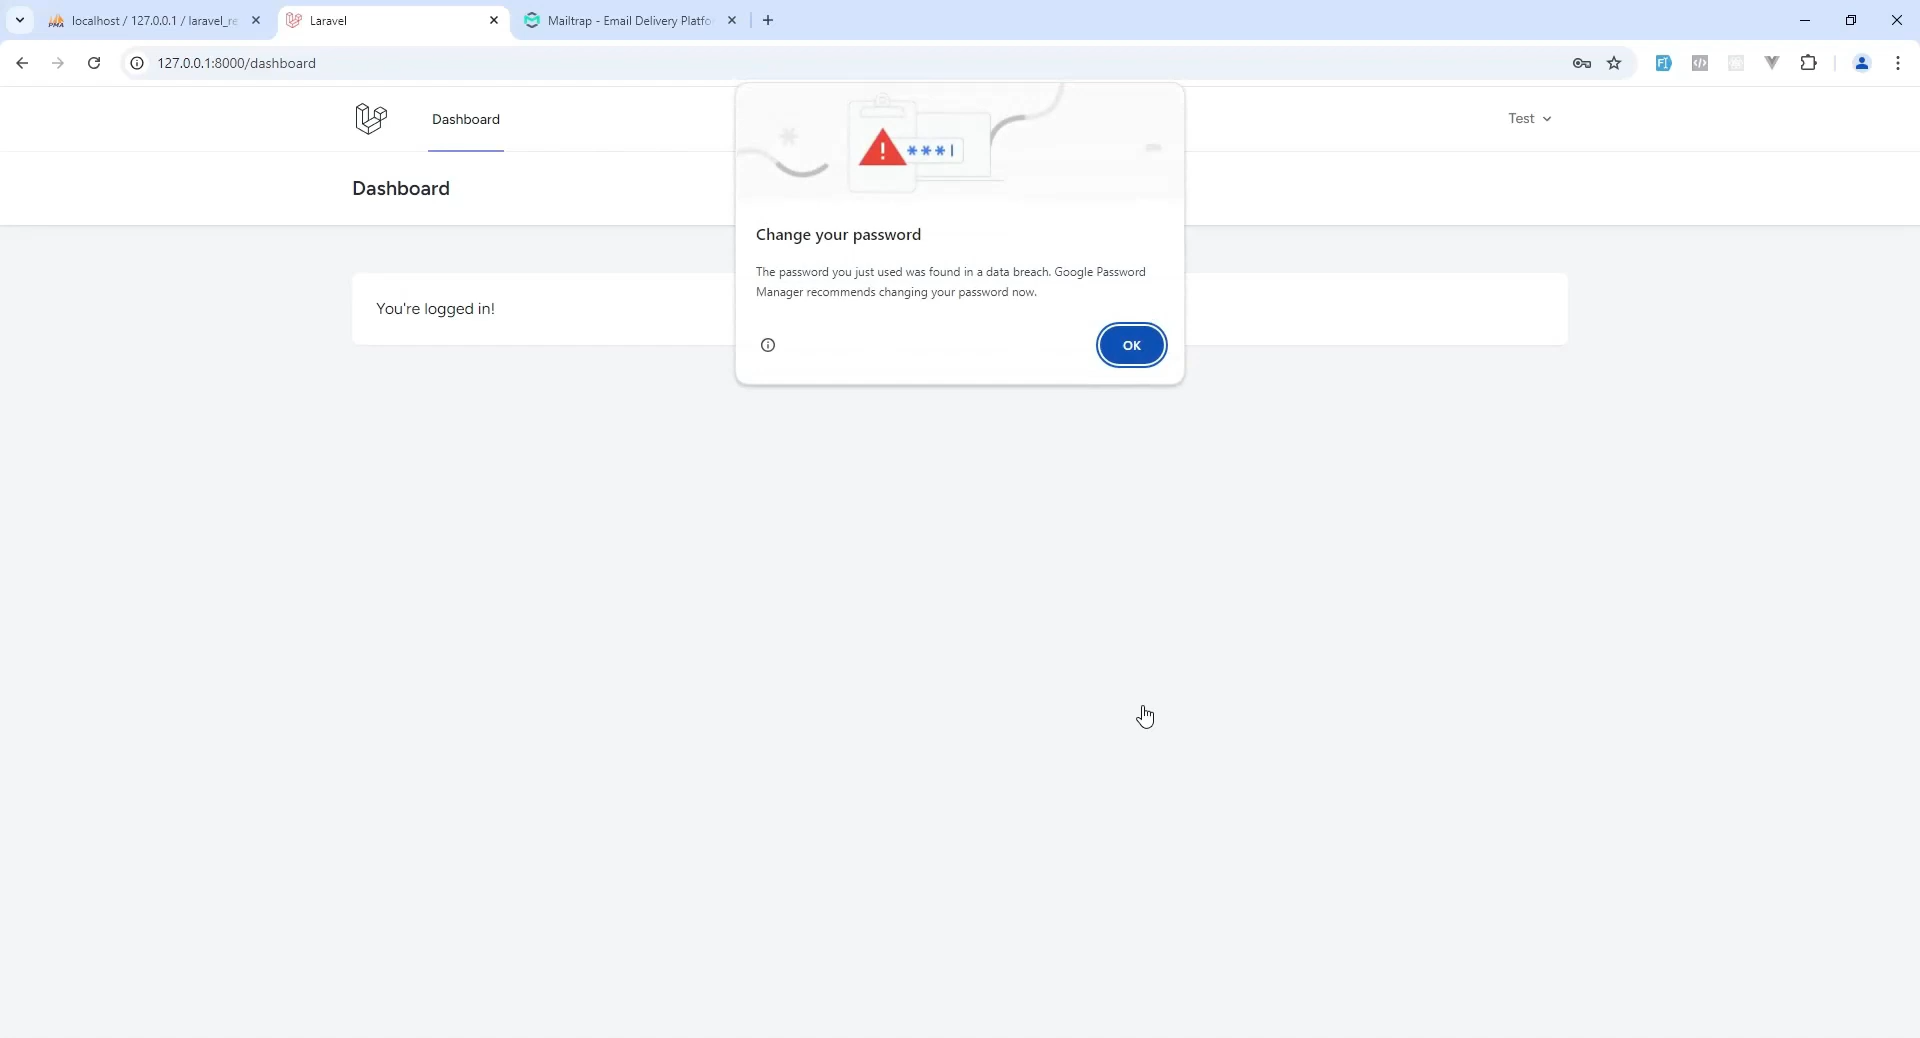 localhost / 127.0.0.1 / laravel_re
Laravel
Mailtrap - Email Delivery Platfo
127.0.0.1:8000/dashboard
Dashboard
Test
Dashboard
Change your password
The password you just used was found in a data breach. Google Password
Manager recommends changing your password now.
You're logged in!
OK